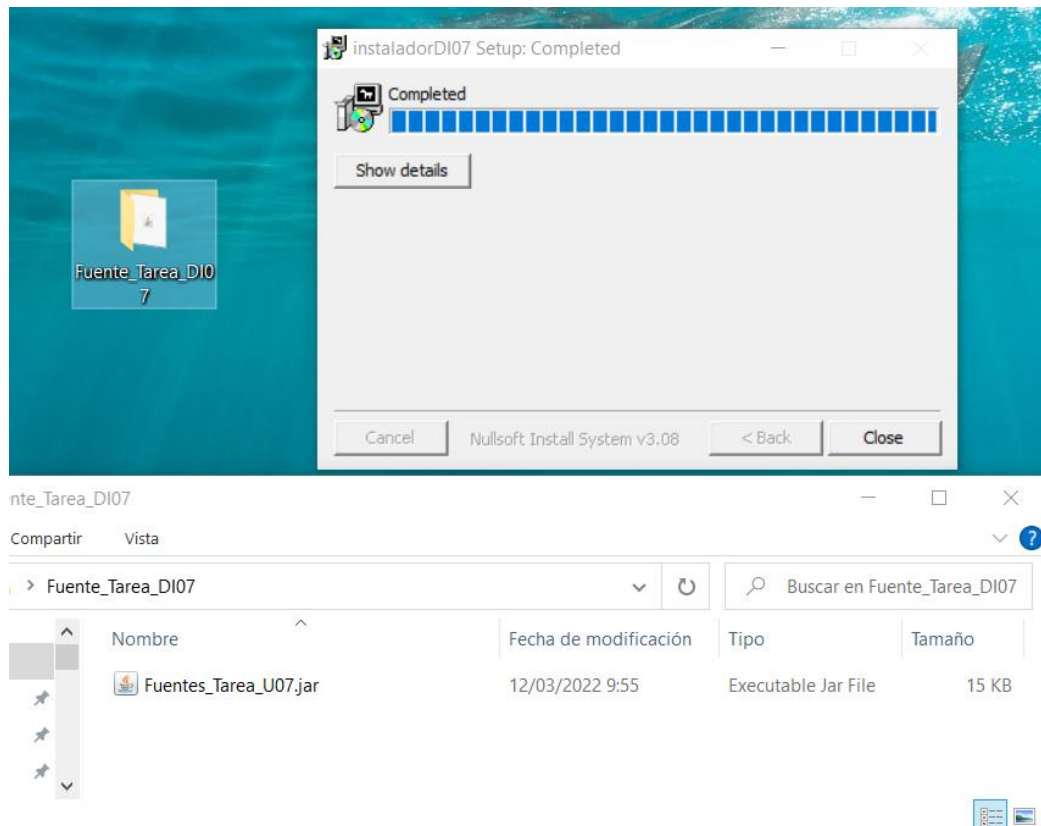 instaladorDI07 Setup: Completed
Completed
Show details
Fuente_Tarea_DI0
7
Cancel
Nullsoft Install System v3.08
< Back
Close
nte_Tarea_DI07
Compartir
Vista
> Fuente_Tarea_DI07
Buscar en Fuente_Tarea_DI07
Nombre
Fecha de modificación
Tipo
Tamaño
Fuentes_Tarea_U07.jar
12/03/2022 9:55
Executable Jar File
15 KB